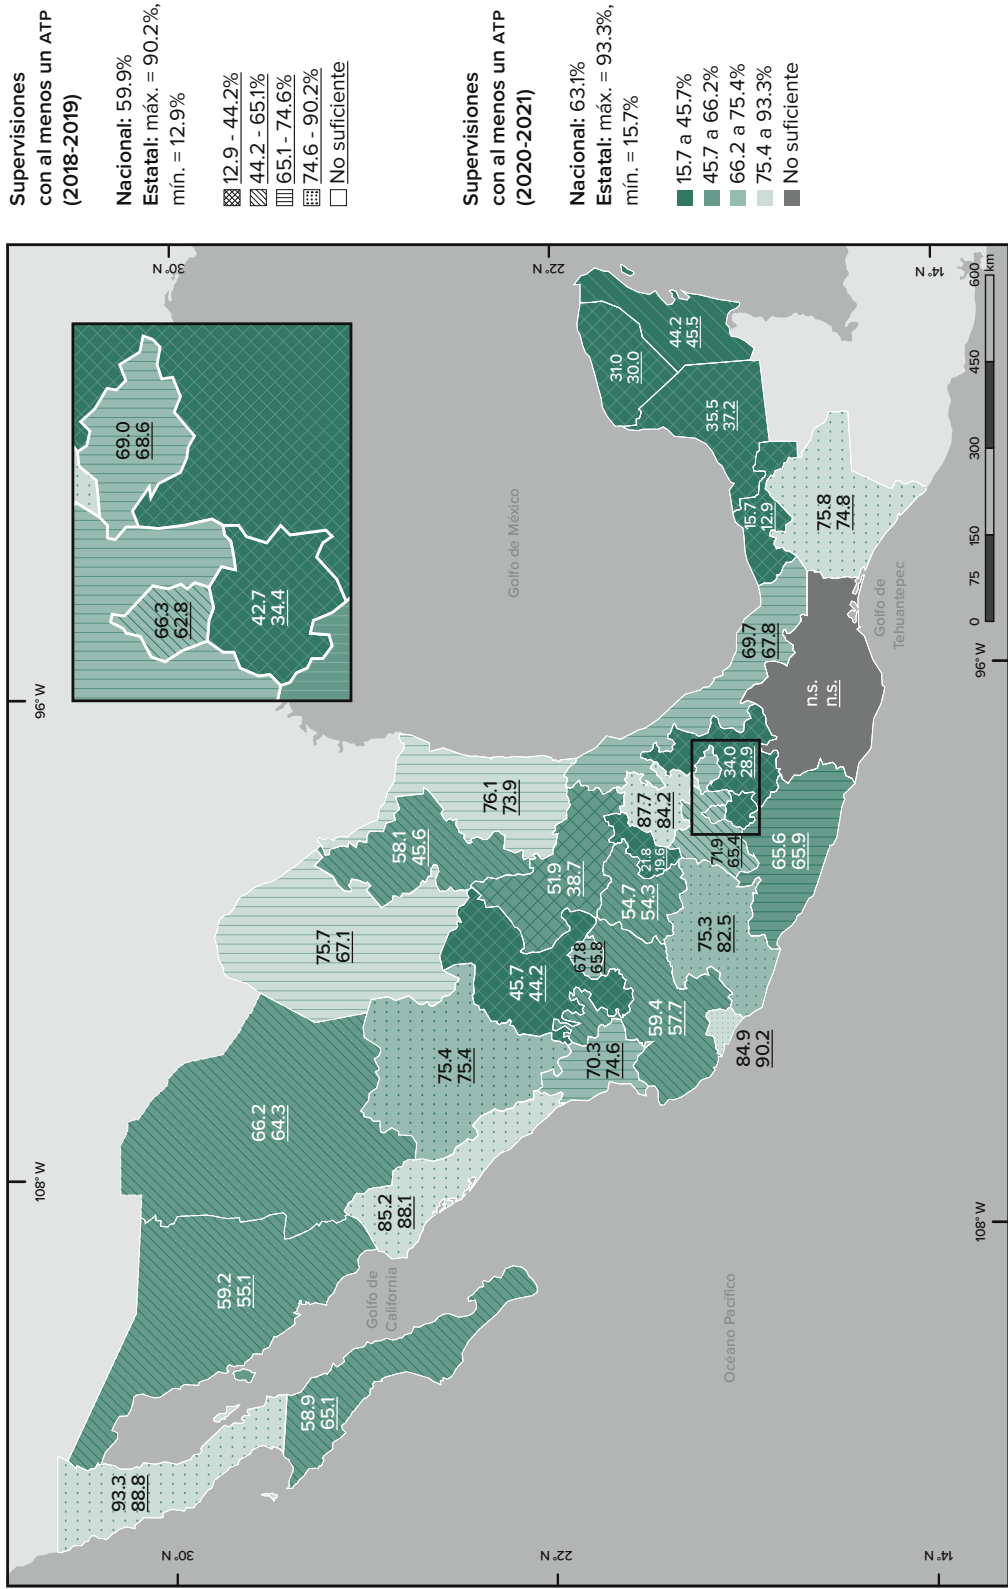 Supervisiones
con al menos un ATP
(2018-2019)
Nacional: 59.9%
Estatal: máx. = 90.2%,
mín. = 12.9%
12.9 - 44.2%
44.2 - 65.1%
65.1 - 74.6%
74.6 - 90.2%
No suficiente
Supervisiones
con al menos un ATP
(2020-2021)
Nacional: 63.1%
Estatal: máx. = 93.3%,
mín. = 15.7%
15.7 a 45.7%
45.7 a 66.2%
66.2 a 75.4%
75.4 a 93.3%
No suficiente
108° W
96° W
30° N
30° N
22° N
22° N
14° N
14° N
108° W
96° W
93.3
88.8
58.9
65.1
59.2
55.1
66.2
64.3
85.2
88.1
75.4
75.4
75.7
67.1
58.1
45.6
76.1
73.9
45.7
44.2
51.9
38.7
70.3
74.6
67.8
65.8
59.4
57.7
54.7
54.3
21.8
19.6
87.7
84.2
84.9
90.2
75.3
82.5
71.9
65.4
34.0
28.9
65.6
65.9
69.7
67.8
n.s.
n.s.
15.7
12.9
75.8
74.8
35.5
37.2
31.0
30.0
44.2
45.5
66.3
62.8
42.7
34.4
69.0
68.6
Golfo de
California
Golfo de México
Océano Pacífico
Golfo de
Tehuantepec
0
75
150
300
450
600
km